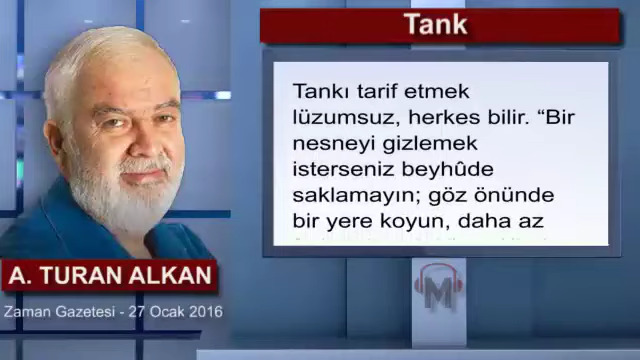 Tank
Tankı tarif etmek
lüzumsuz, herkes bilir. “Bir
nesneyi gizlemek
isterseniz beyhûde
saklamayın; göz önünde
bir yere koyun, daha az
A. TURAN ALKAN
Zaman Gazetesi - 27 Ocak 2016
M